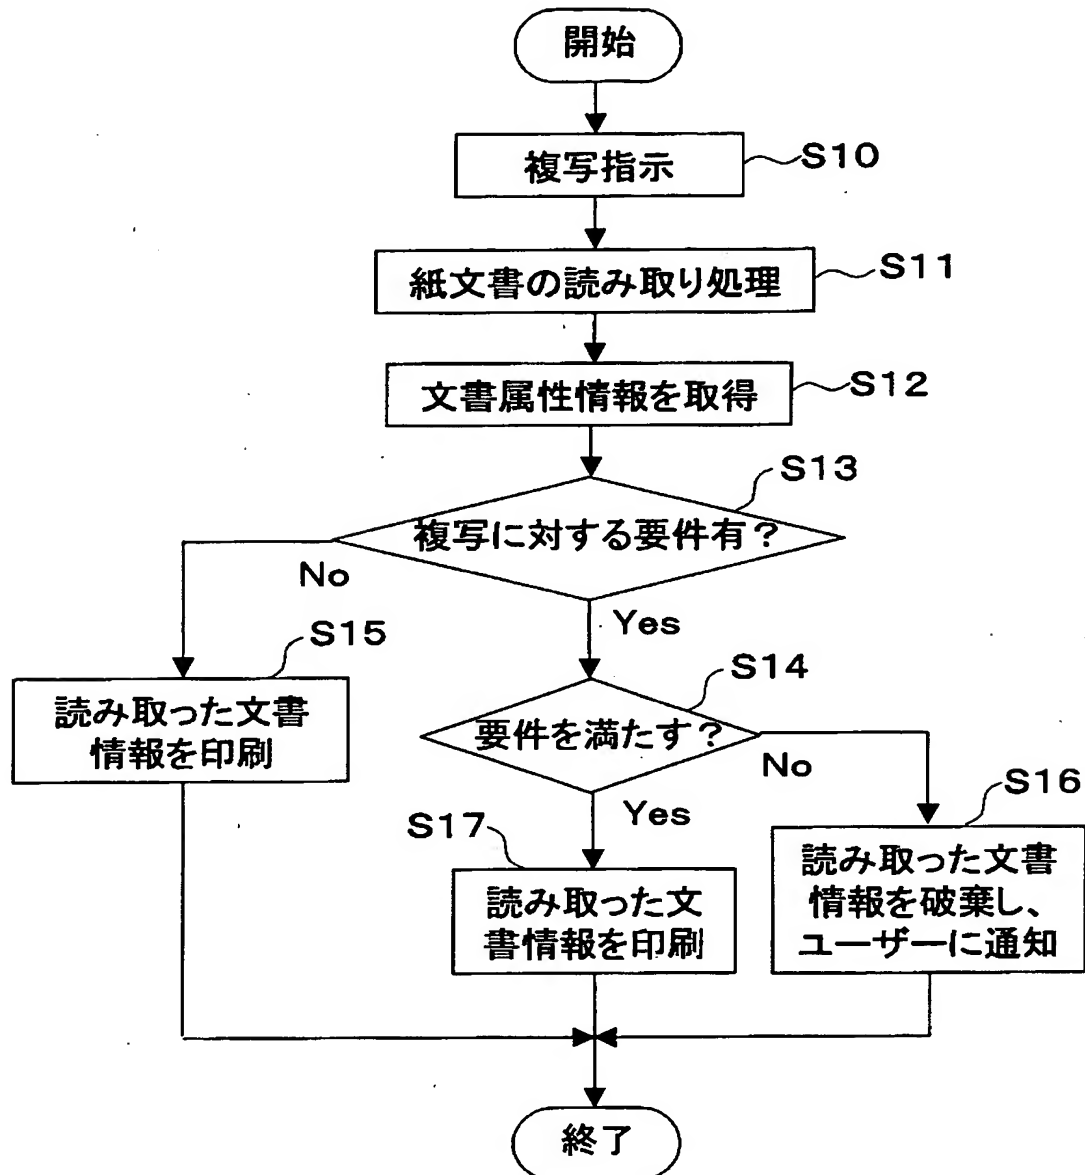 開始
複写指示
S10
紙文書の読み取り処理
S11
文書属性情報を取得
S12
S13
複写に対する要件有？
No
Yes
S15
S14
読み取った文書
情報を印刷
要件を満たす？
No
Yes
S16
S17
読み取った文
書情報を印刷
読み取った文書
情報を破棄し、
ユーザーに通知
終了